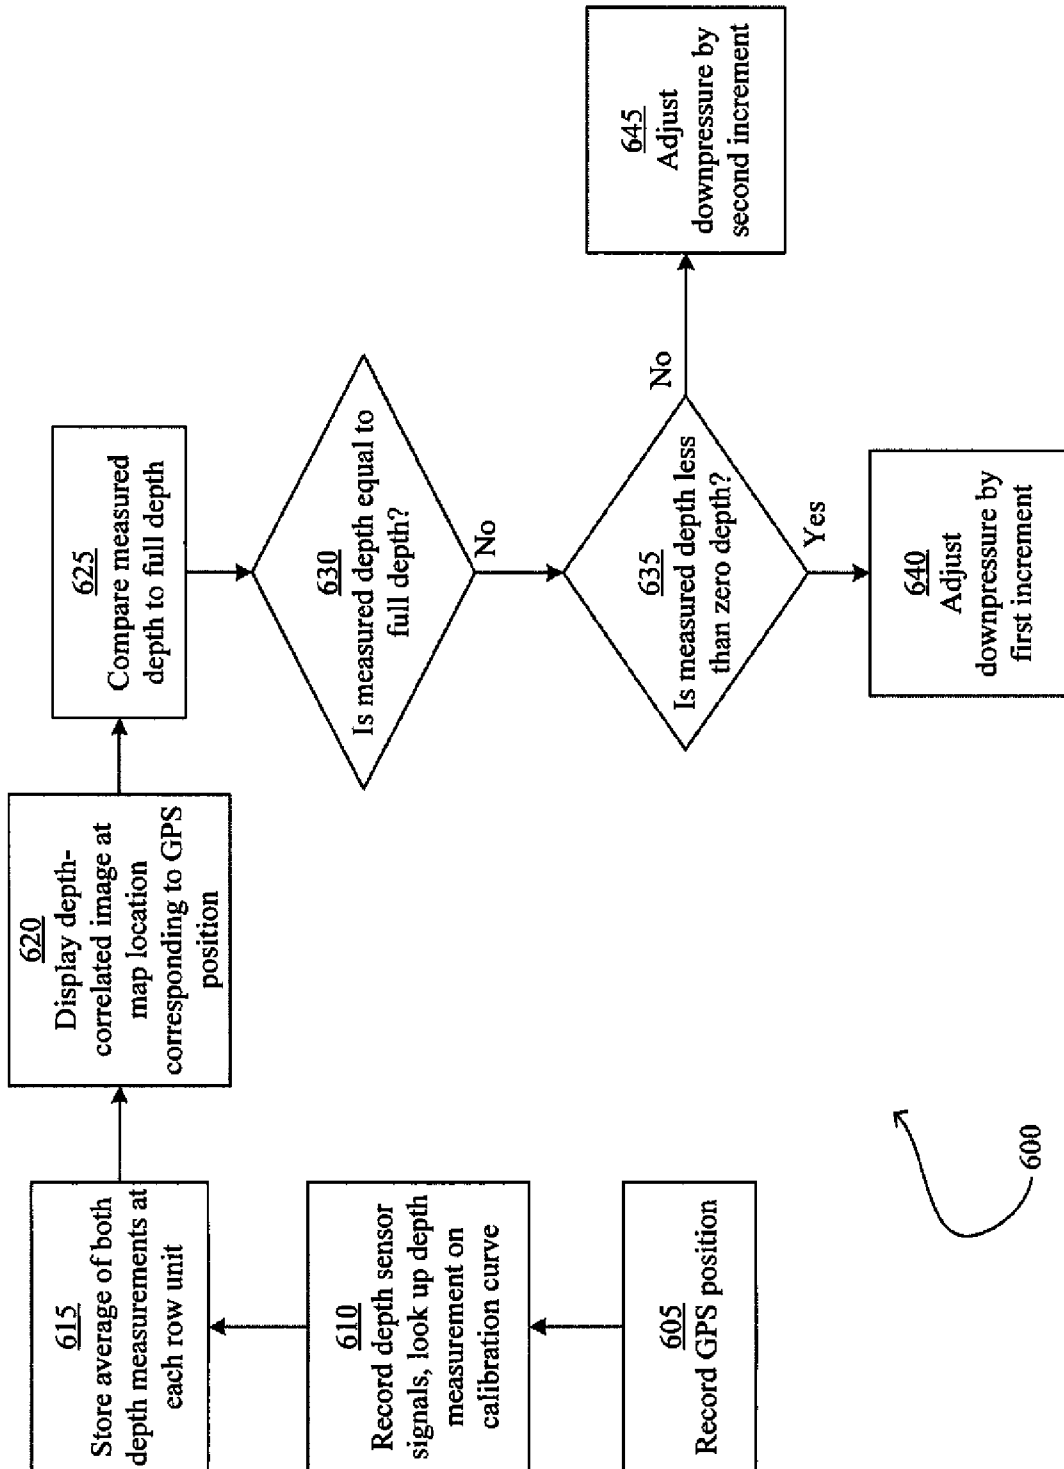 605
Record GPS position
610
Record depth sensor
signals, look up depth
measurement on
calibration curve
615
Store average of both
depth measurements at
each row unit
620
Display depth-
correlated image at
map location
corresponding to GPS
position
625
Compare measured
depth to full depth
630
Is measured depth equal to
full depth?
No
635
Is measured depth less
than zero depth?
Yes
640
Adjust
downpressure by
first increment
No
645
Adjust
downpressure by
second increment
600